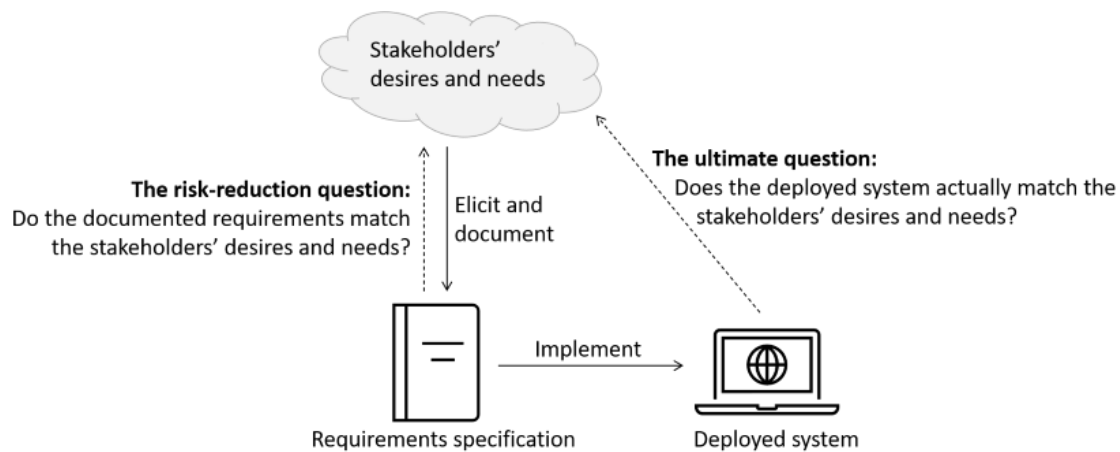 Stakeholders’
desires and needs
The risk-reduction question:
Do the documented requirements match
the stakeholders’ desires and needs?
Elicit and
document
The ultimate question:
Does the deployed system actually match the
stakeholders’ desires and needs?
Implement
Requirements specification
Deployed system